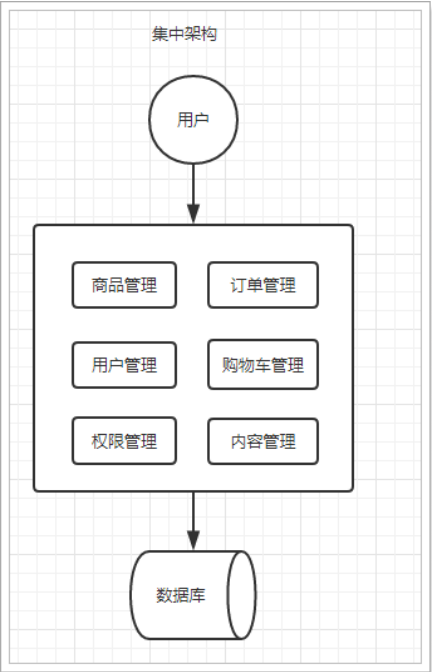 集中架构
用户
商品管理
订单管理
用户管理
购物车管理
权限管理
内容管理
数据库